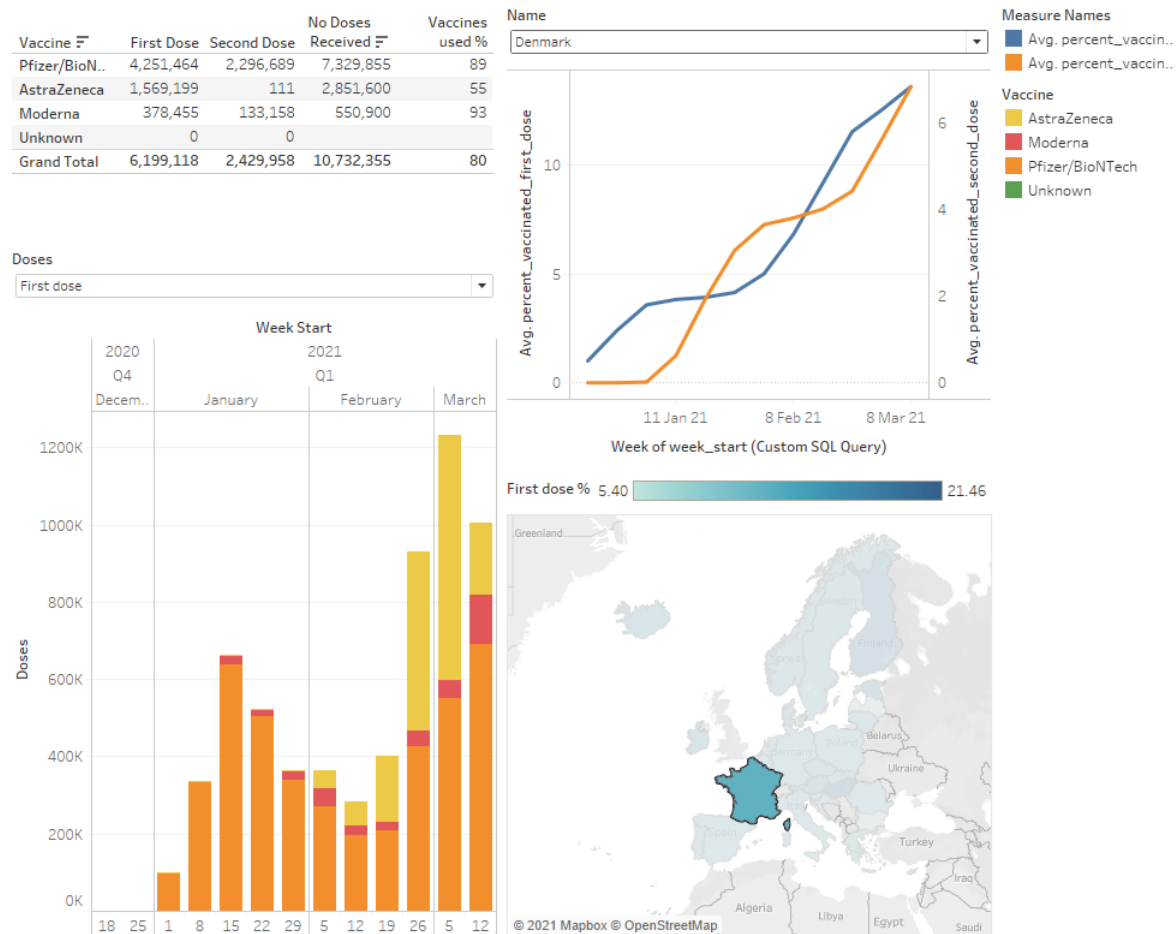 Vaccine First Dose Second Dose No Doses Received Vaccines used %
Pfizer/BioN.. 4,251,464 2,296,689 7,329,855 89
AstraZeneca 1,569,199 111 2,851,600 55
Moderna 378,455 133,158 550,900 93
Unknown 0 0
Grand Total 6,199,118 2,429,958 10,732,355 80
Doses
First dose
Week Start
2020 2021
Q4 Q1
Decem.. January February March
1200K
1000K
800K
600K
400K
200K
0K
Doses
18 25 1 8 15 22 29 5 12 19 26 5 12
Name
Denmark
Avg. percent_vaccinated_first_dose
10
5
0
Avg. percent_vaccinated_second_dose
6
4
2
0
11 Jan 21 8 Feb 21 8 Mar 21
Week of week_start (Custom SQL Query)
First dose % 5.40 21.46
Greenland
Sweden
Finland
Norway
Belarus
Germany Poland
Ukraine
Spain
Turkey
Iraq
Algeria Libya Egypt Saudi
© 2021 Mapbox © OpenStreetMap
Measure Names
Avg. percent_vaccin..
Avg. percent_vaccin..
Vaccine
AstraZeneca
Moderna
Pfizer/BioNTech
Unknown